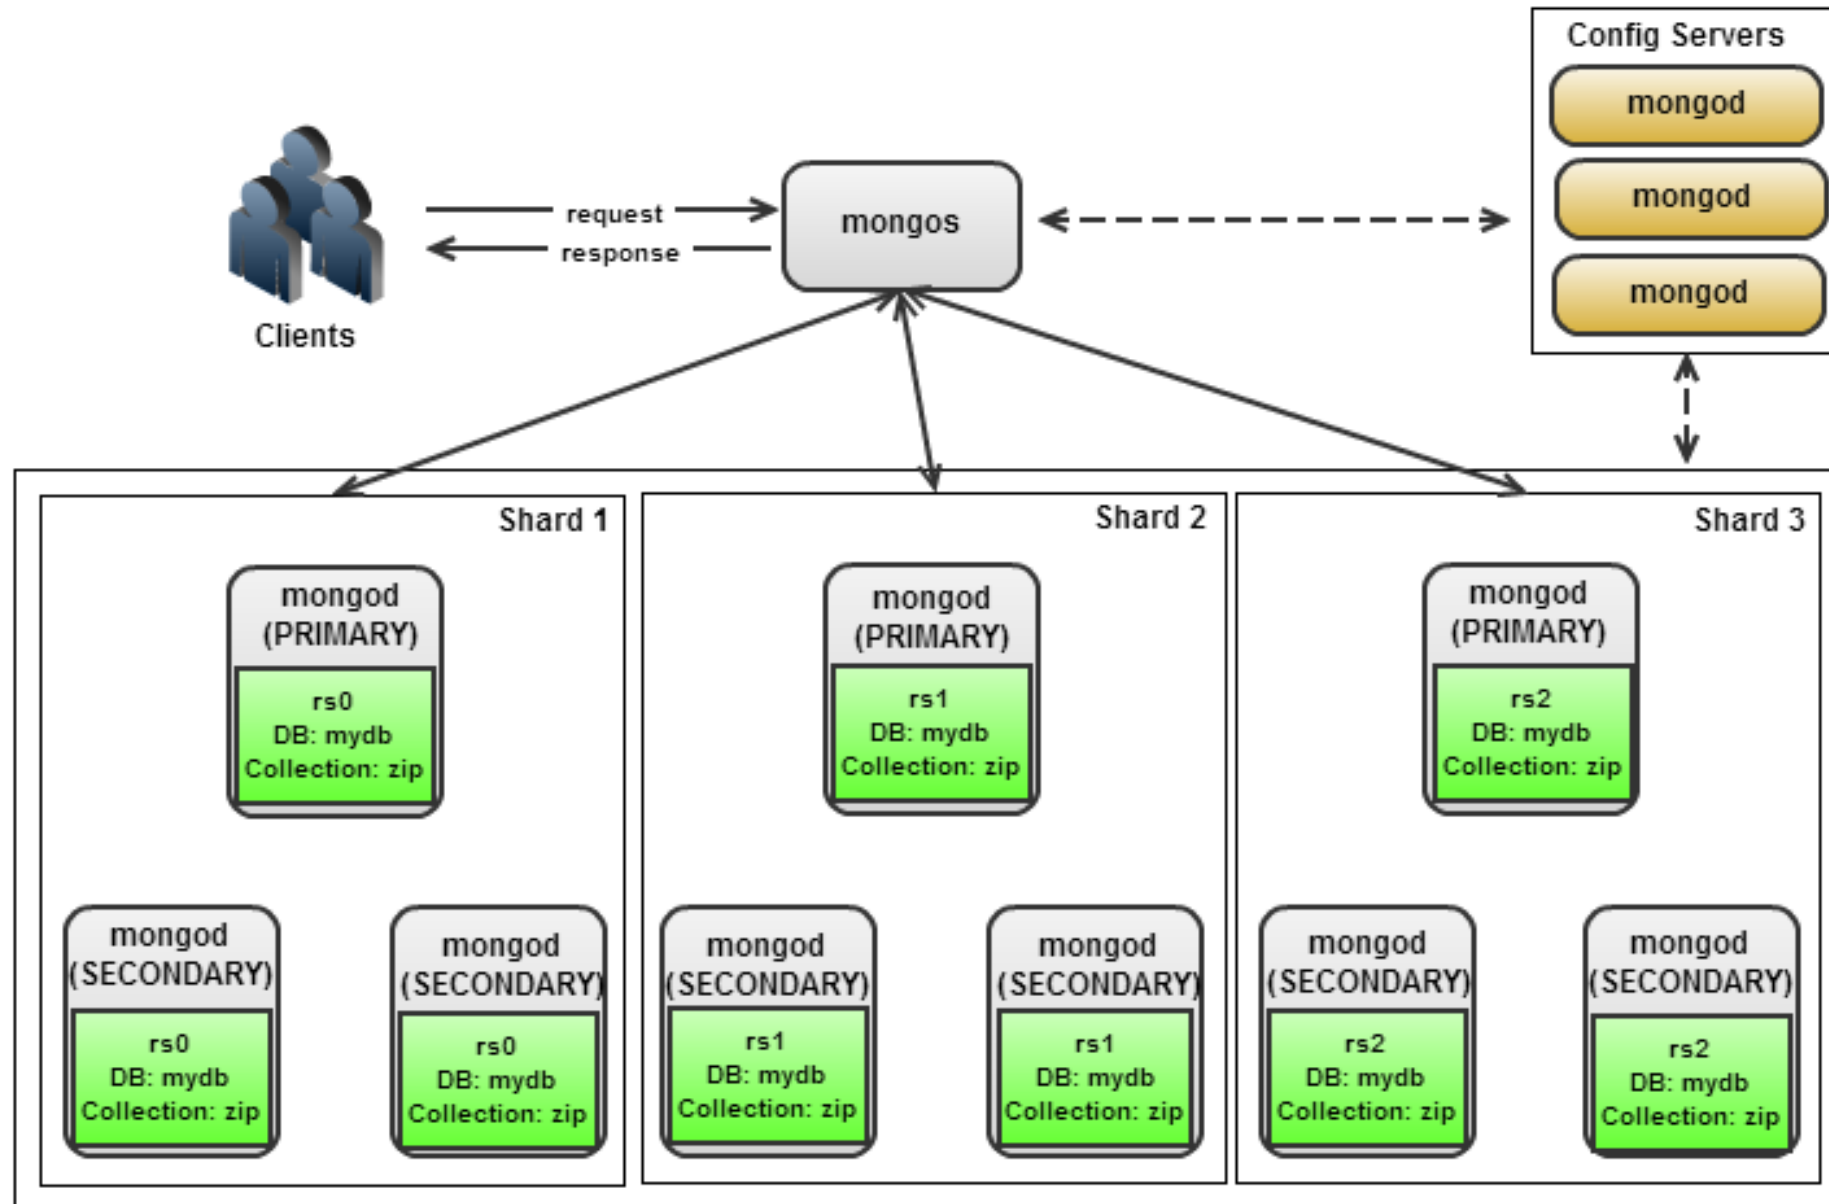 Config Servers
mongod
mongod
mongod
request
response
mongos
Clients
Shard 1
mongod
(PRIMARY)
rs0
DB: mydb
Collection: zip
mongod
(SECONDARY)
rs0
DB: mydb
Collection: zip
mongod
(SECONDARY)
rs0
DB: mydb
Collection: zip
Shard 2
mongod
(PRIMARY)
rs1
DB: mydb
Collection: zip
mongod
(SECONDARY)
rs1
DB: mydb
Collection: zip
mongod
(SECONDARY)
rs1
DB: mydb
Collection: zip
Shard 3
mongod
(PRIMARY)
rs2
DB: mydb
Collection: zip
mongod
(SECONDARY)
rs2
DB: mydb
Collection: zip
mongod
(SECONDARY)
rs2
DB: mydb
Collection: zip